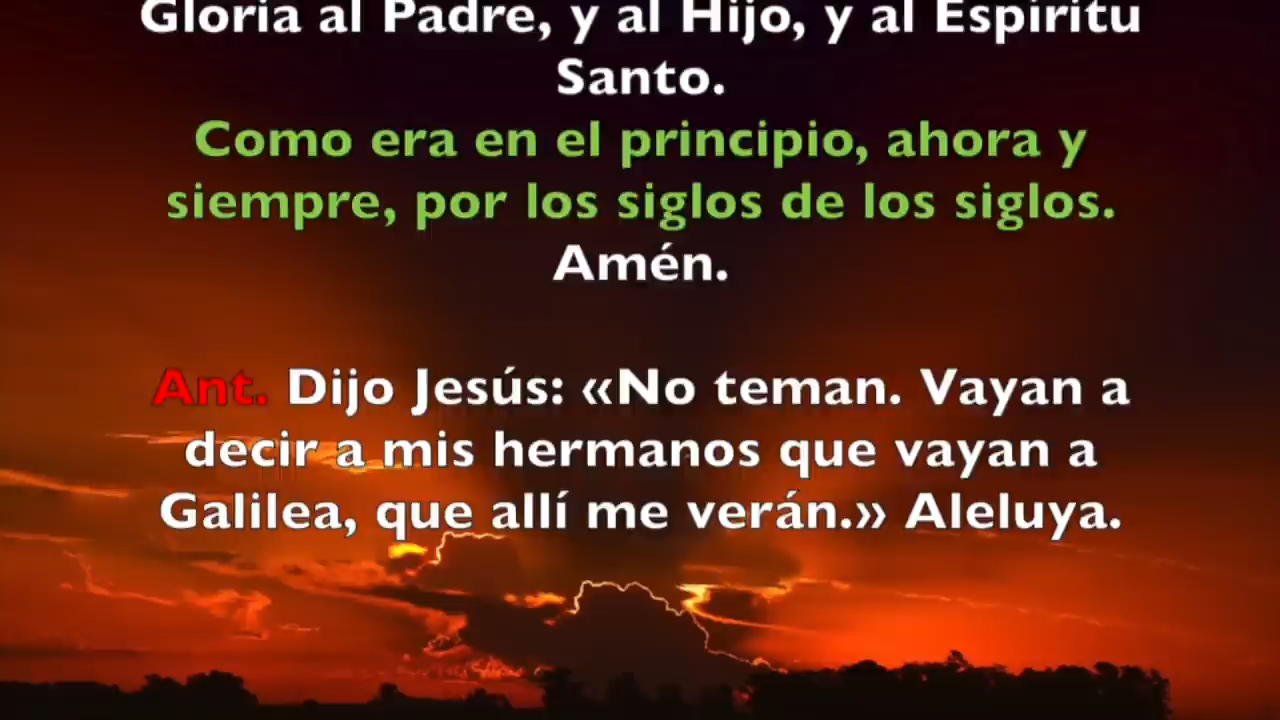 Gloria al Padre, y al Hijo, y al Espíritu
Santo.
Como era en el principio, ahora y
siempre, por los siglos de los siglos.
Amén.
Ant. Dijo Jesús: «No teman. Vayan a
decir a mis hermanos que vayan a
Galilea, que allí me verán.» Aleluya.